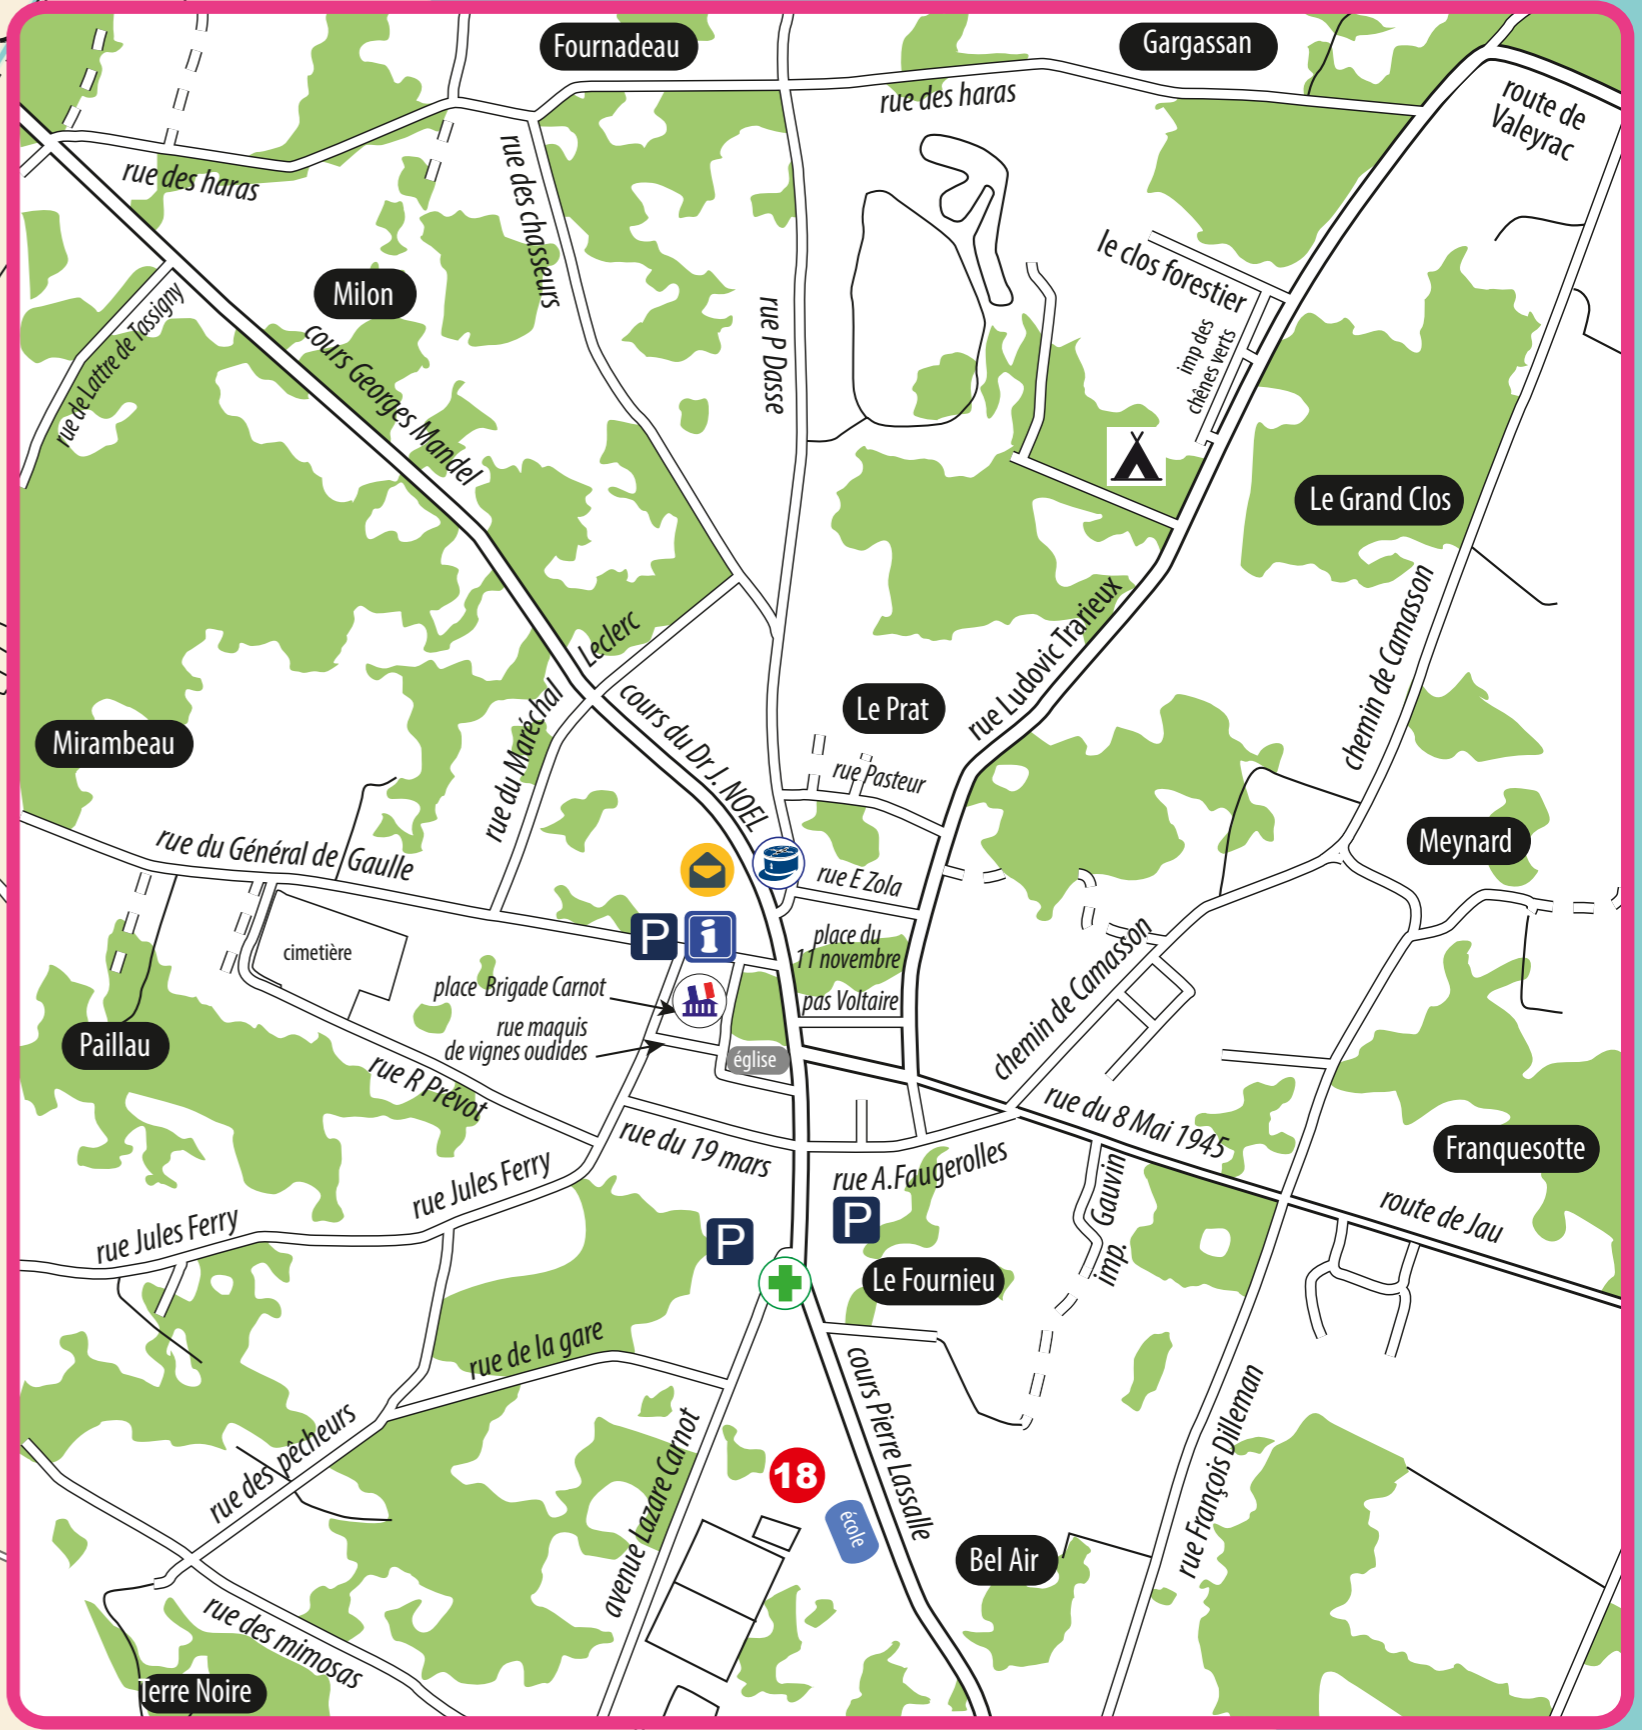 Fournadeau
Gargassan
rue des haras
route de
Valeyrac
rue des haras
rue des chasseurs
le clos forestier
Milon
rue de Lattre de Tassigny
cours Georges Mandel
rue P Dasse
imp des
chênes verts
Le Grand Clos
chemin de Camasson
Leclerc
rue du Maréchal
cours du Dr J. NOEL
Le Prat
rue Ludovic Trarieux
Mirambeau
rue Pasteur
rue du Général de Gaulle
Meynard
rue E Zola
P
i
place du
11 novembre
cimetière
place Brigade Carnot
pas Voltaire
rue maquis
de vignes oudides
église
chemin de Camasson
Paillau
rue R Prévot
rue du 19 mars
rue du 8 Mai 1945
Franquesotte
rue A.Faugerolles
rue Jules Ferry
rue Jules Ferry
P
P
imp. Gauvin
route de Jau
Le Fournieu
rue de la gare
cours Pierre Lassalle
rue des pêcheurs
avenue Lazare Carnot
18
école
rue François Dilleman
Bel Air
rue des mimosas
Terre Noire